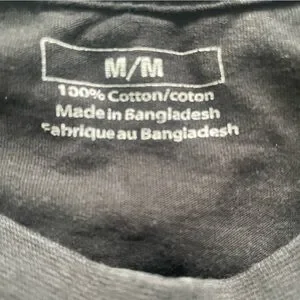 M/M
100% Cotton/coton
Made in Bangladesh
Fabrique au Bangladesh